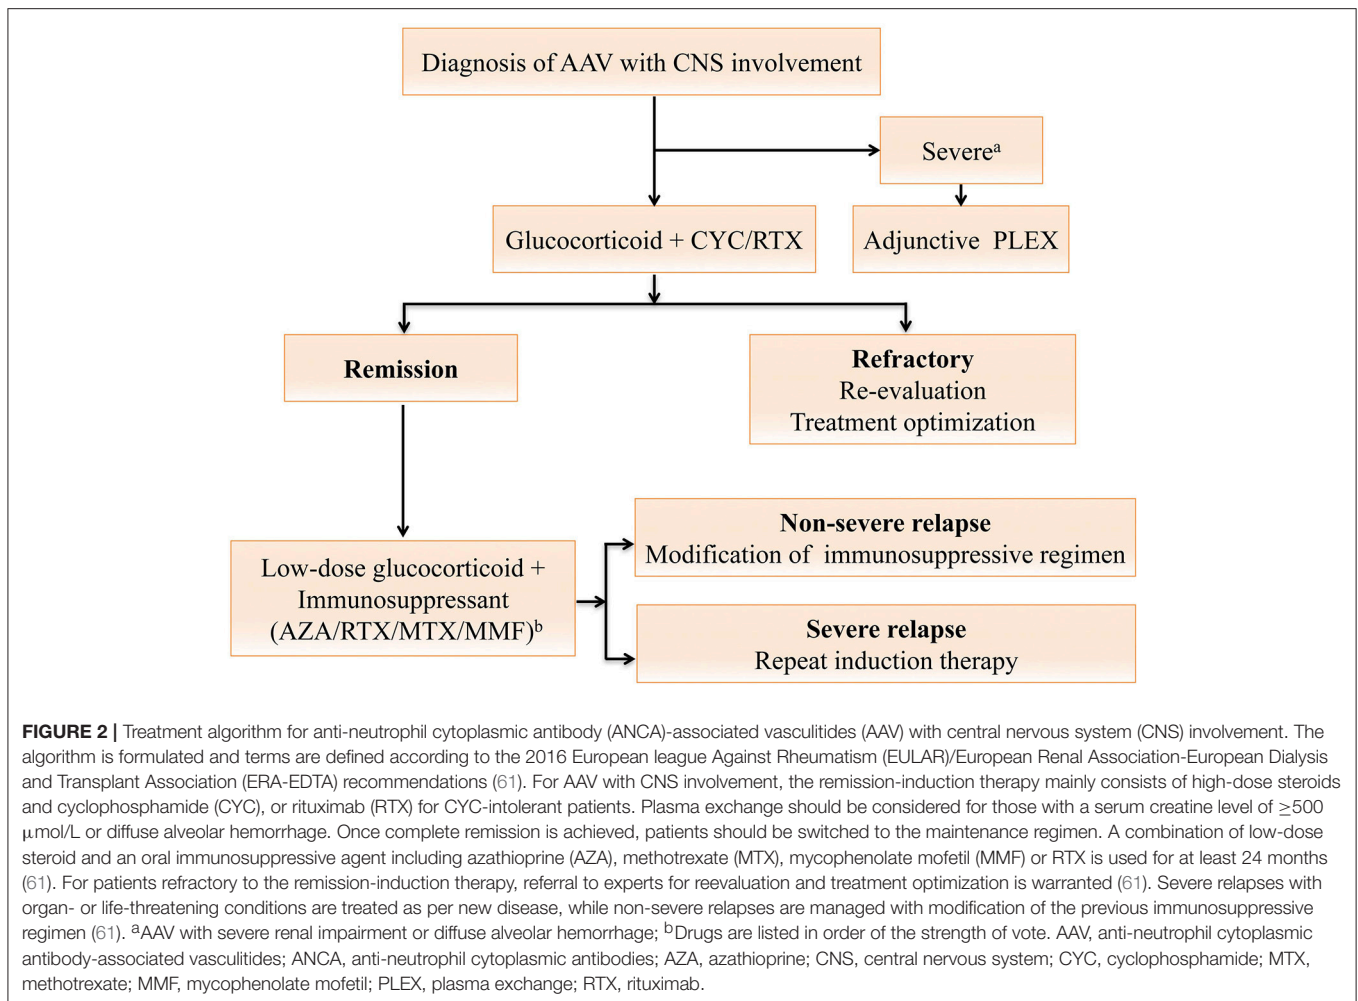 Diagnosis of AAV with CNS involvement
Severeᵃ
Glucocorticoid + CYC/RTX
Adjunctive PLEX
Remission
Refractory
Re-evaluation
Treatment optimization
Low-dose glucocorticoid +
Immunosuppressant
(AZA/RTX/MTX/MMF)ᵇ
Non-severe relapse
Modification of immunosuppressive regimen
Severe relapse
Repeat induction therapy
FIGURE 2 | Treatment algorithm for anti-neutrophil cytoplasmic antibody (ANCA)-associated vasculitides (AAV) with central nervous system (CNS) involvement. The
algorithm is formulated and terms are defined according to the 2016 European league Against Rheumatism (EULAR)/European Renal Association-European Dialysis
and Transplant Association (ERA-EDTA) recommendations (61). For AAV with CNS involvement, the remission-induction therapy mainly consists of high-dose steroids
and cyclophosphamide (CYC), or rituximab (RTX) for CYC-intolerant patients. Plasma exchange should be considered for those with a serum creatine level of ≥500
μmol/L or diffuse alveolar hemorrhage. Once complete remission is achieved, patients should be switched to the maintenance regimen. A combination of low-dose
steroid and an oral immunosuppressive agent including azathioprine (AZA), methotrexate (MTX), mycophenolate mofetil (MMF) or RTX is used for at least 24 months
(61). For patients refractory to the remission-induction therapy, referral to experts for reevaluation and treatment optimization is warranted (61). Severe relapses with
organ- or life-threatening conditions are treated as per new disease, while non-severe relapses are managed with modification of the previous immunosuppressive
regimen (61). ᵃAAV with severe renal impairment or diffuse alveolar hemorrhage; ᵇDrugs are listed in order of the strength of vote. AAV, anti-neutrophil cytoplasmic
antibody-associated vasculitides; ANCA, anti-neutrophil cytoplasmic antibodies; AZA, azathioprine; CNS, central nervous system; CYC, cyclophosphamide; MTX,
methotrexate; MMF, mycophenolate mofetil; PLEX, plasma exchange; RTX, rituximab.